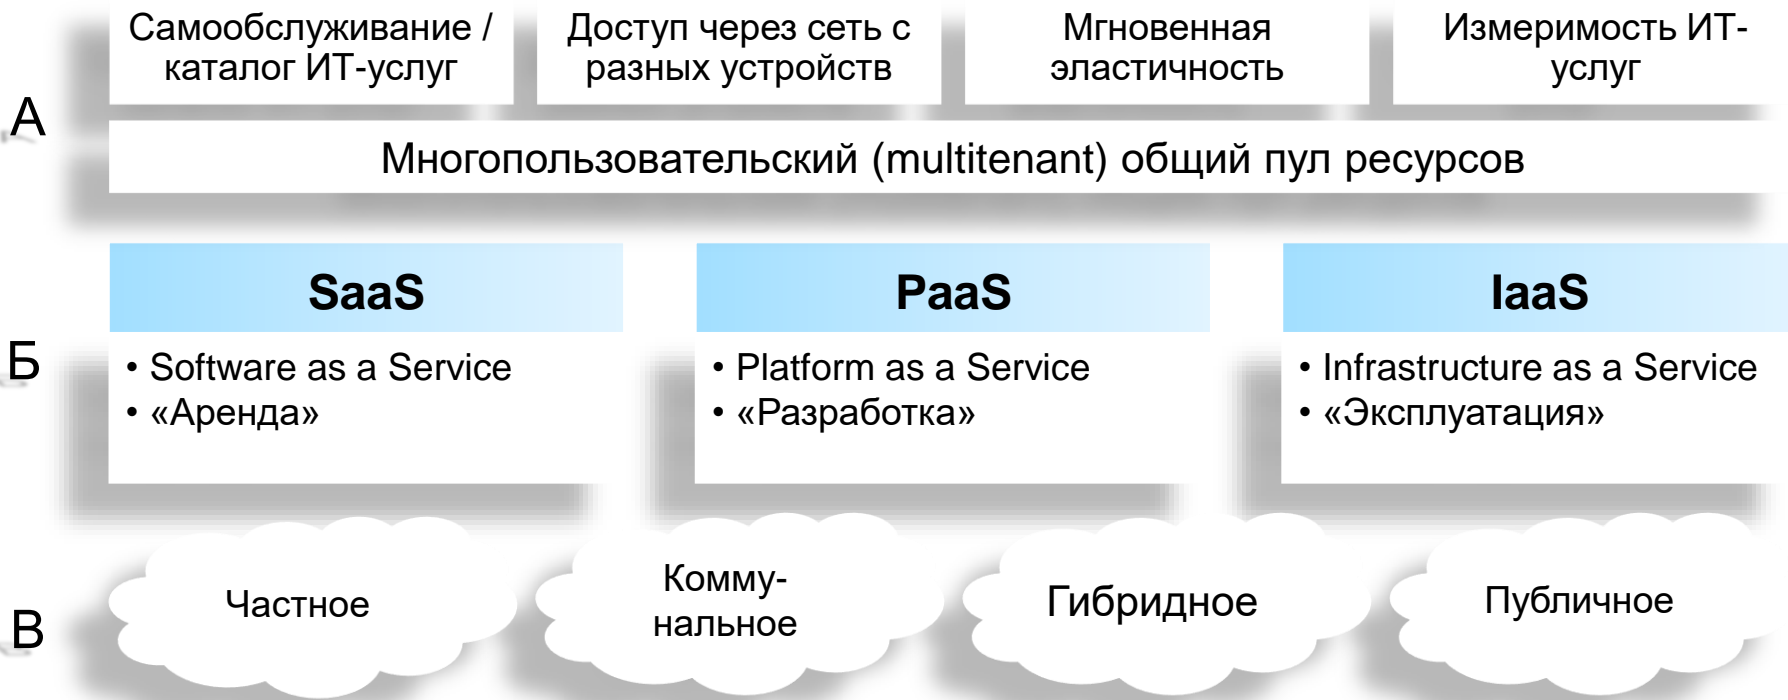 Самообслуживание /
каталог ИТ-услуг
Доступ через сеть с
разных устройств
Мгновенная
эластичность
Измеримость ИТ-
услуг
А
Многопользовательский (multitenant) общий пул ресурсов
SaaS
PaaS
IaaS
Б
• Software as a Service
• «Аренда»
• Platform as a Service
• «Разработка»
• Infrastructure as a Service
• «Эксплуатация»
В
Частное
Комму-
нальное
Гибридное
Публичное